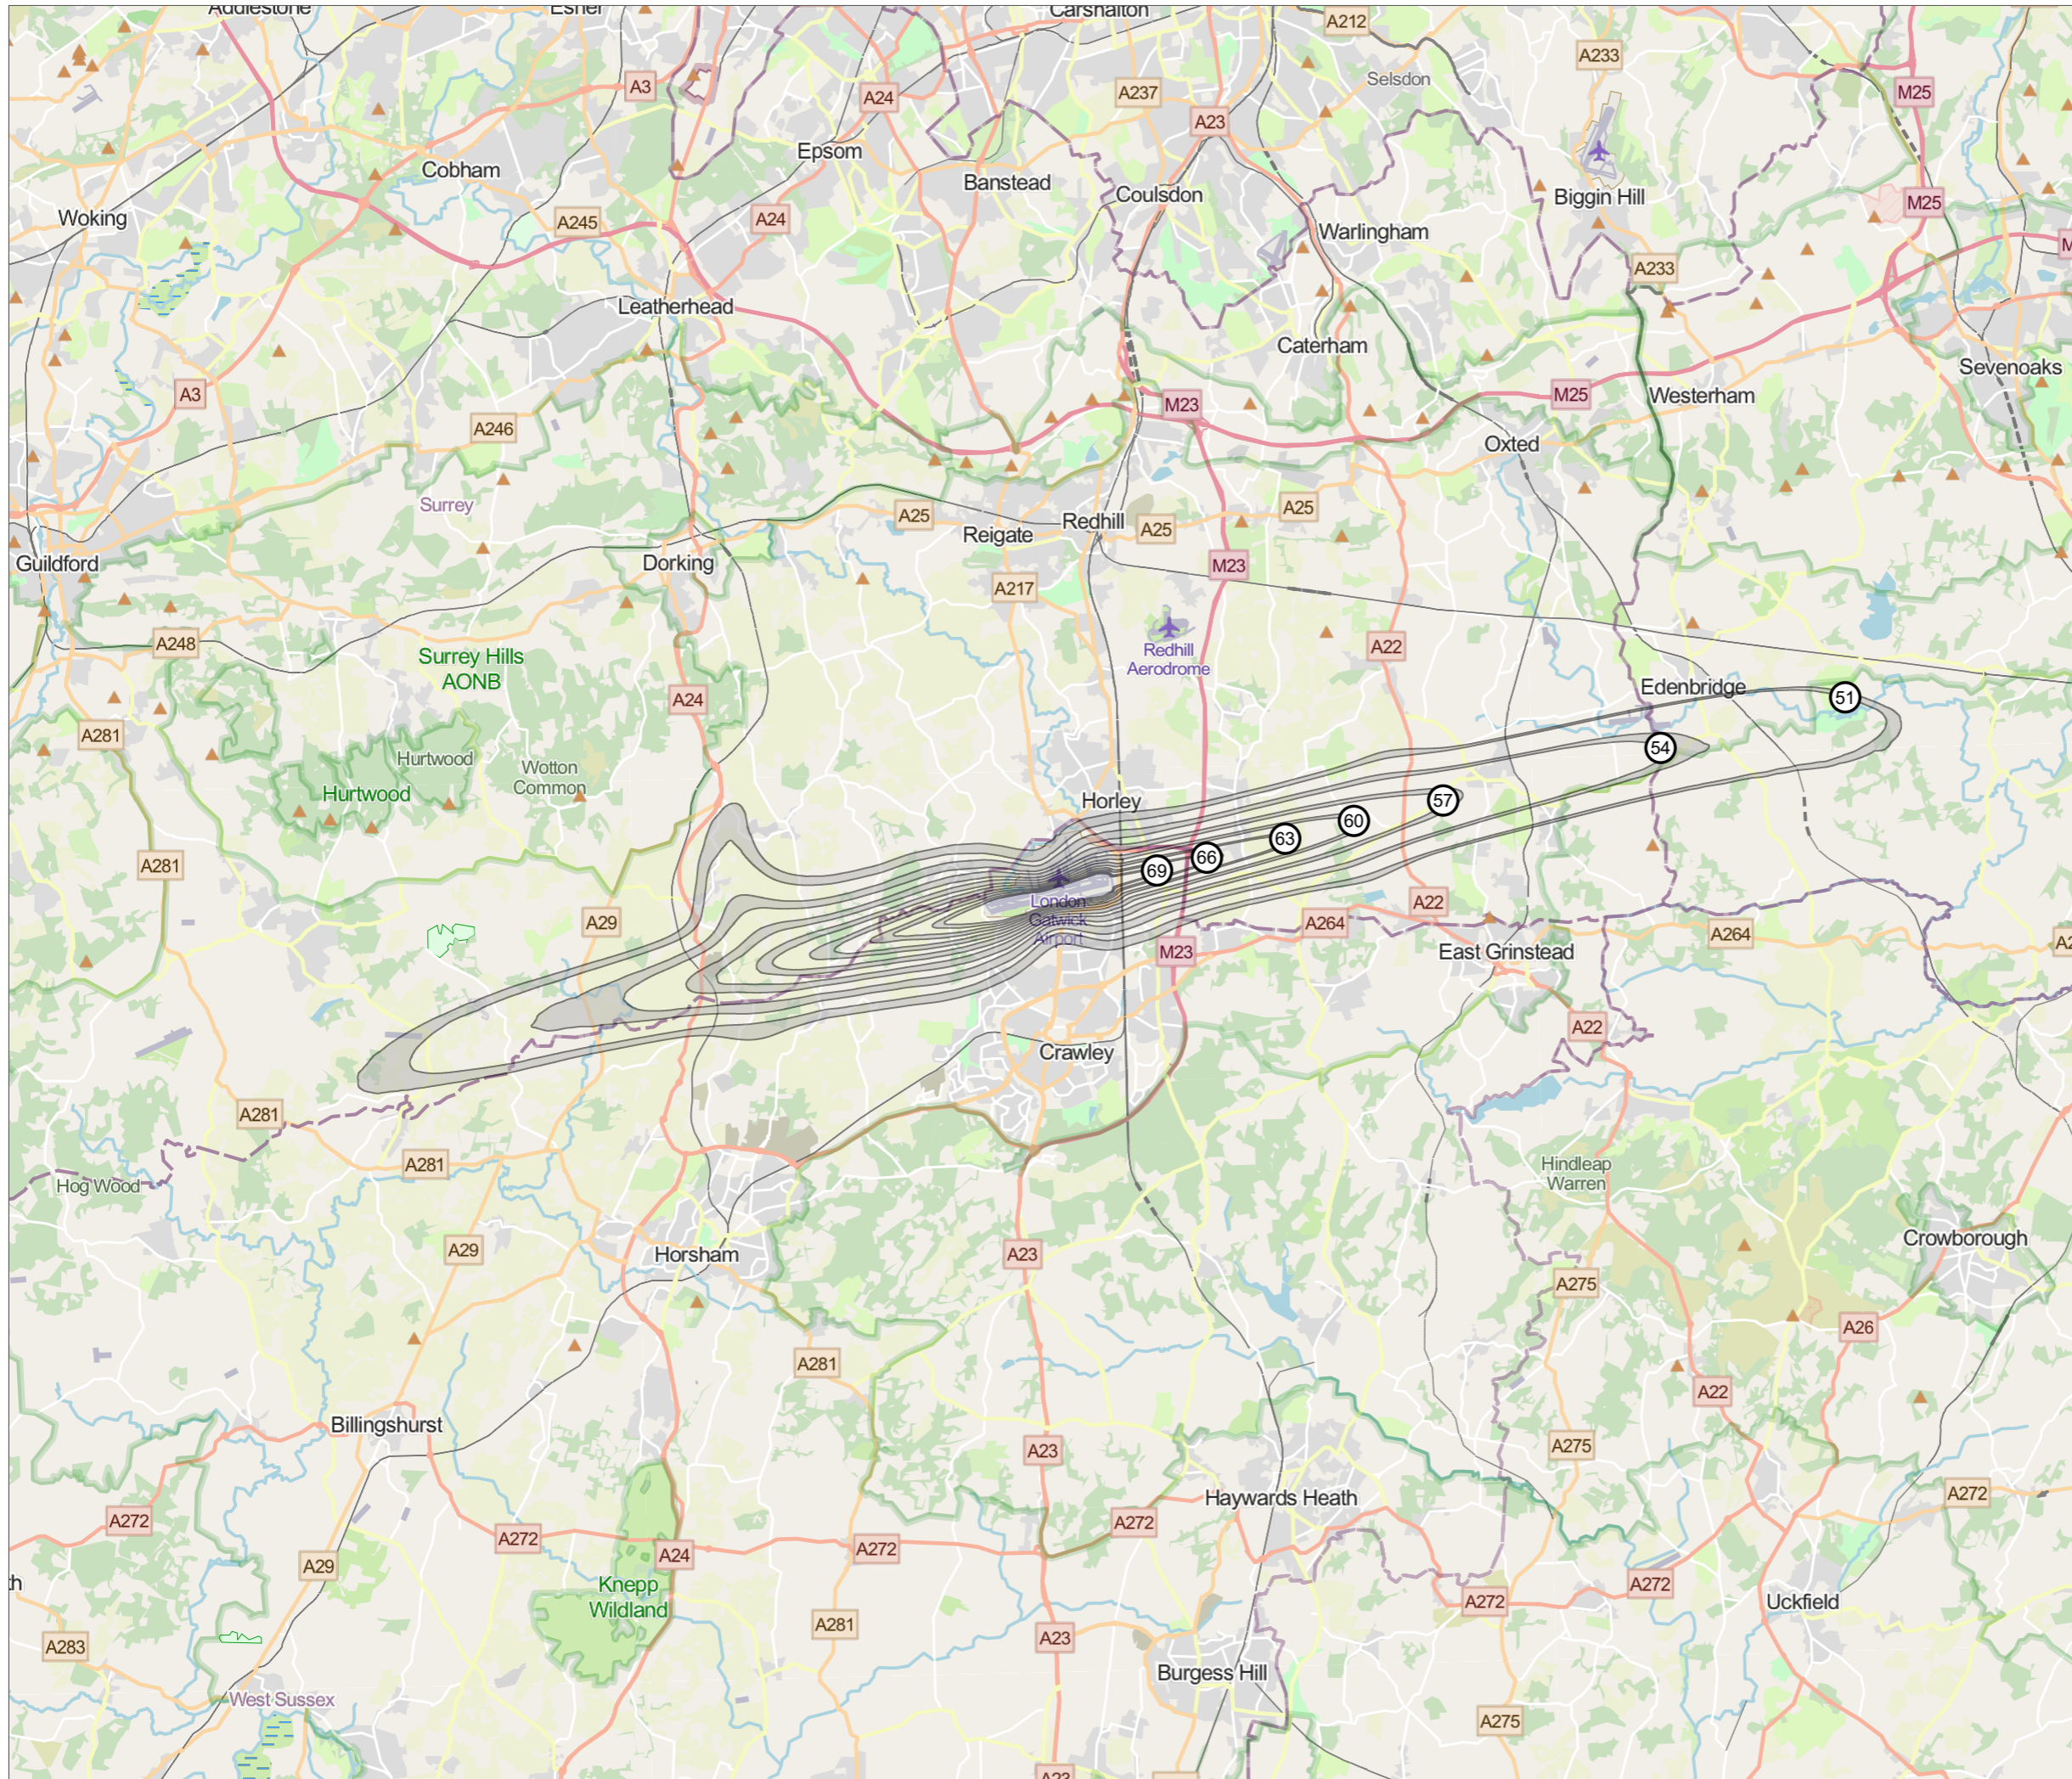 Addlestone
Esher
Carshalton
A212
A233
Selsdon
A3
A24
A237
M25
A23
Epsom
Cobham
Banstead
Coulsdon
Biggin Hill
M25
Woking
A245
A24
Warlingham
A233
Leatherhead
Caterham
Sevenoaks
A3
M23
M25
Westerham
A246
Oxted
Surrey
A25
Reigate
Redhill
A25
A25
Guildford
Dorking
M23
A217
A248
Redhill
Aerodrome
A22
Surrey Hills
AONB
A24
Edenbridge
51
A281
Hurtwood
Wotton
Common
54
Hurtwood
Horley
57
60
63
66
69
A281
London
Gatwick
Airport
A29
A22
A264
A264
M23
East Grinstead
A22
Crawley
A281
A281
Hog Wood
Hindleap
Warren
A29
Horsham
A23
Crowborough
A275
A26
A281
A22
Billingshurst
A23
A275
A272
Haywards Heath
A272
A272
A272
A24
A272
A29
Knepp
Wildland
A272
A272
Uckfield
A283
A281
A23
Burgess Hill
West Sussex
A275
A23